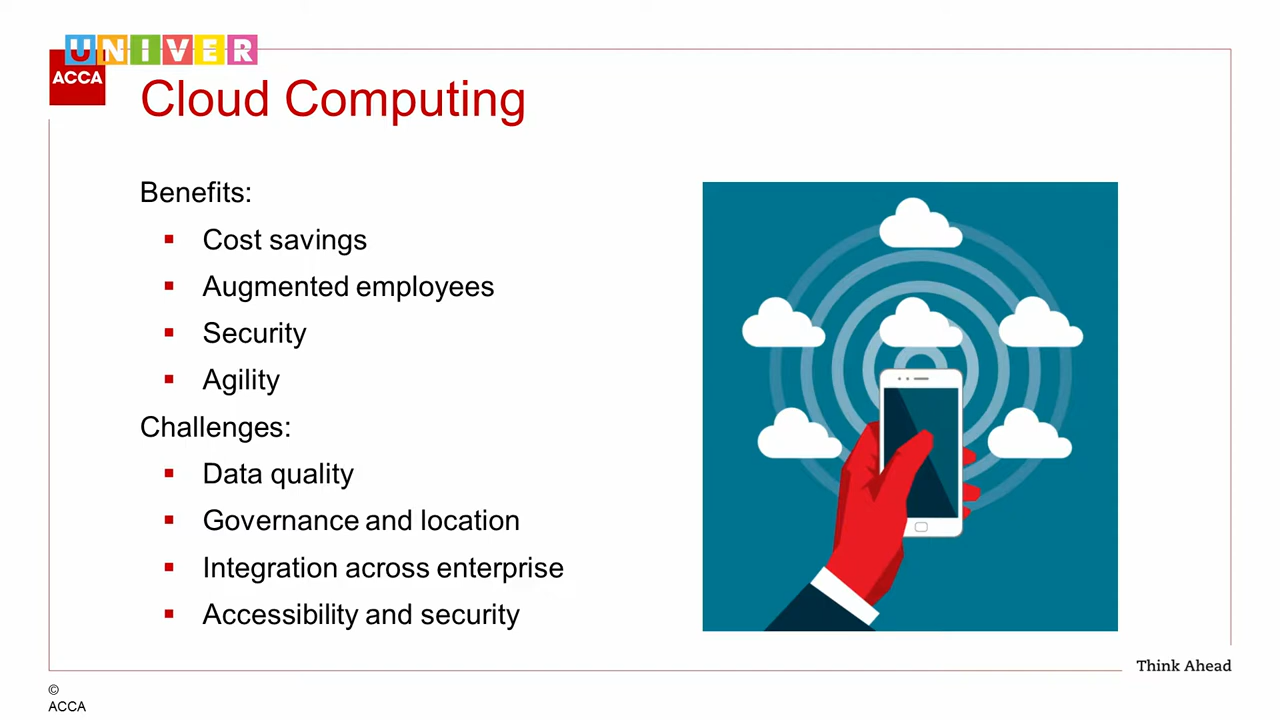 UNIVER
ACCA
Cloud Computing
Benefits:
▪ Cost savings
▪ Augmented employees
▪ Security
▪ Agility
Challenges:
▪ Data quality
▪ Governance and location
▪ Integration across enterprise
▪ Accessibility and security
Think Ahead
©
ACCA